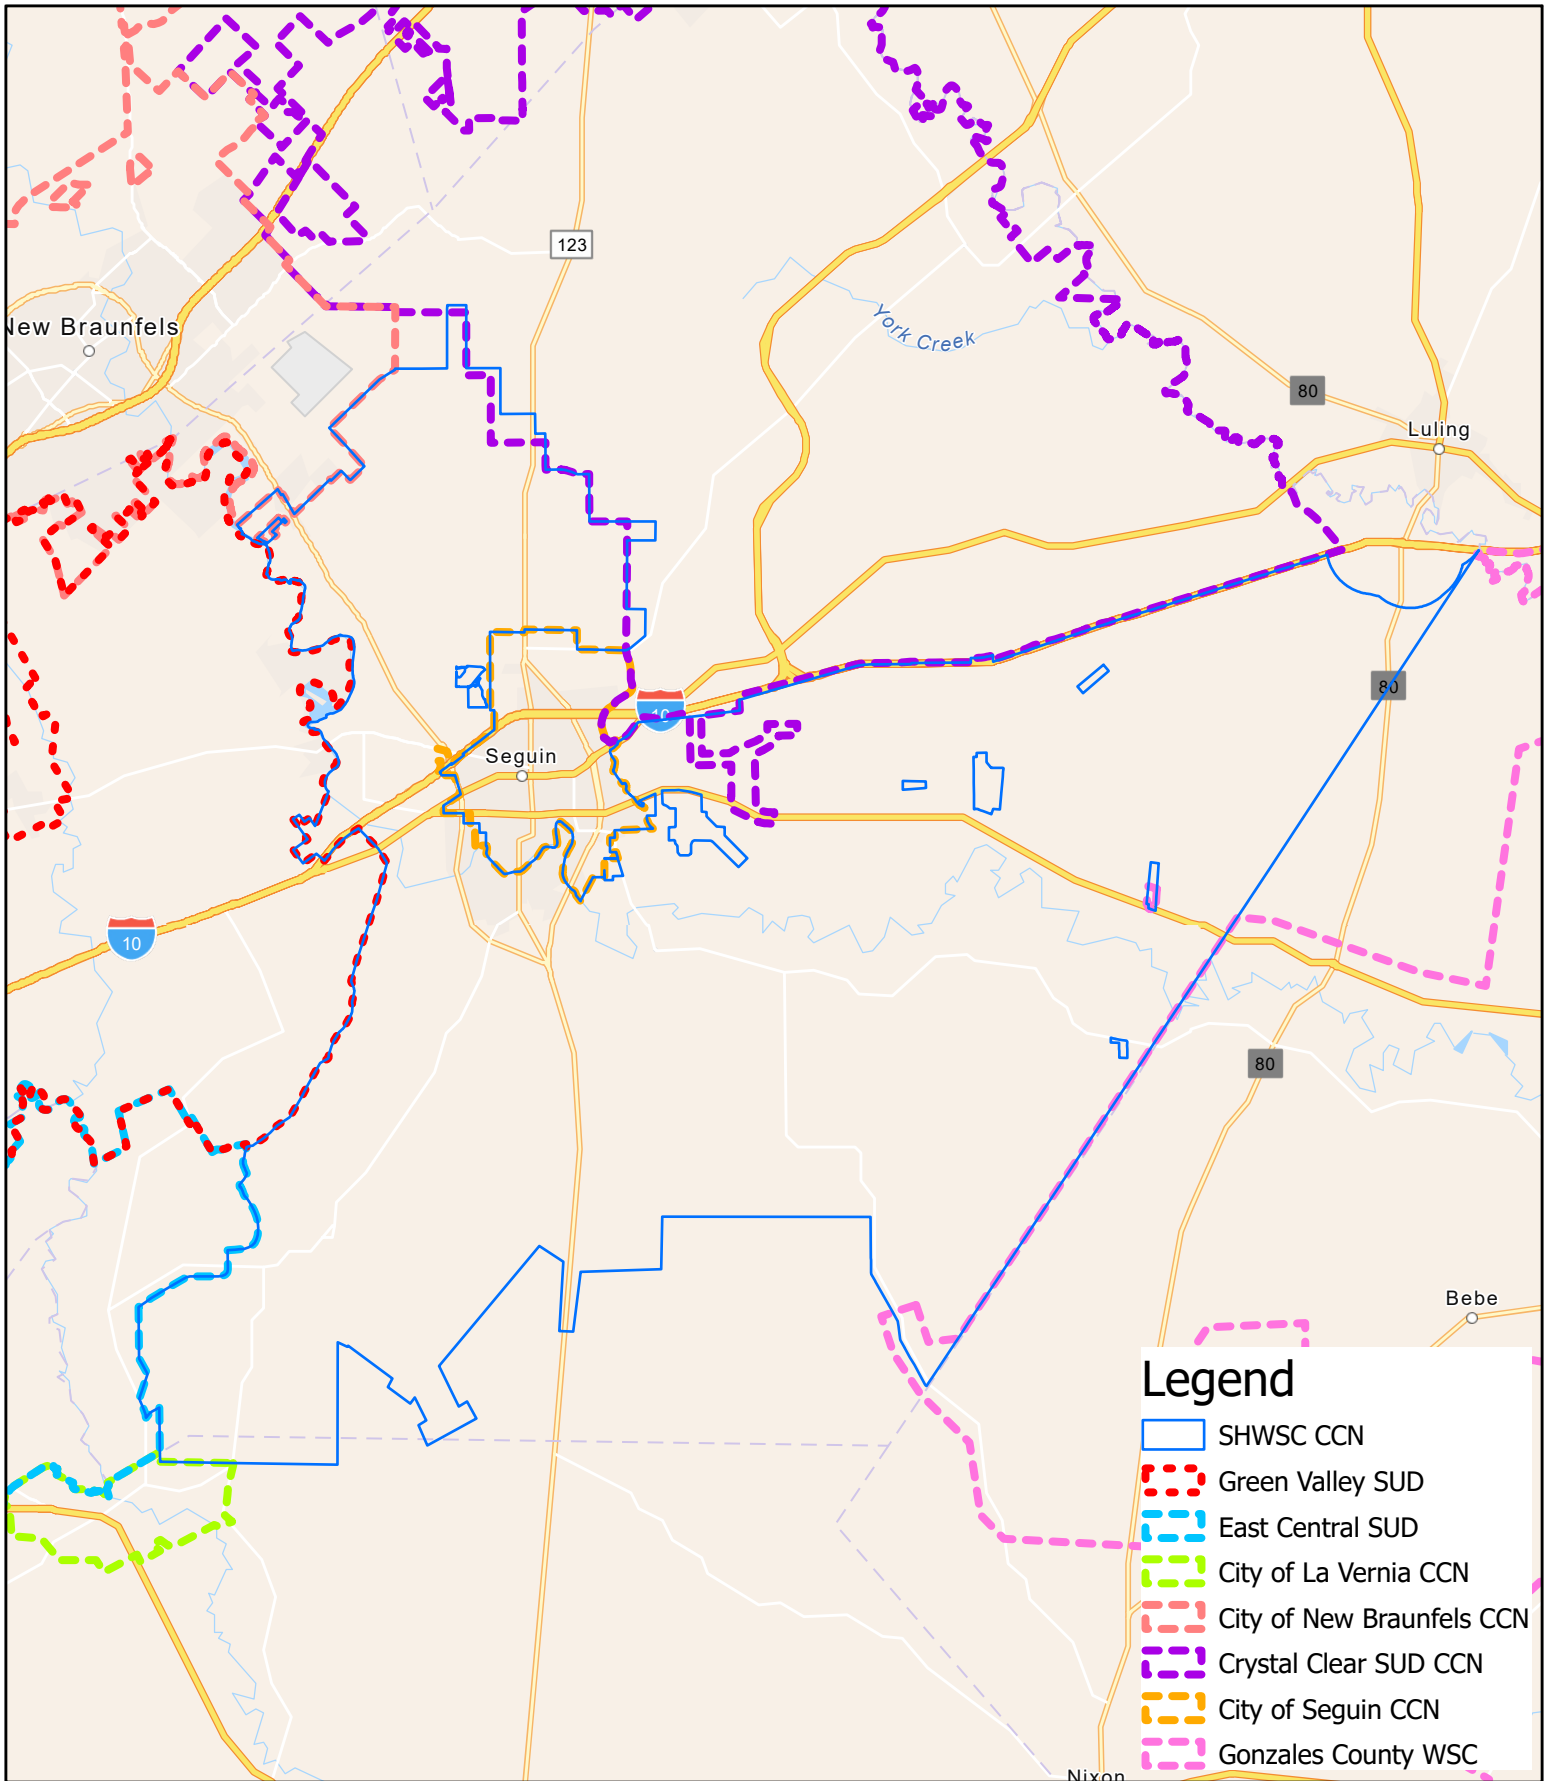 123
New Braunfels
York Creek
80
Luling
80
10
Seguin
10
80
Bebe
Legend
SHWSC CCN
Green Valley SUD
East Central SUD
City of La Vernia CCN
City of New Braunfels CCN
Crystal Clear SUD CCN
City of Seguin CCN
Gonzales County WSC
Nixon